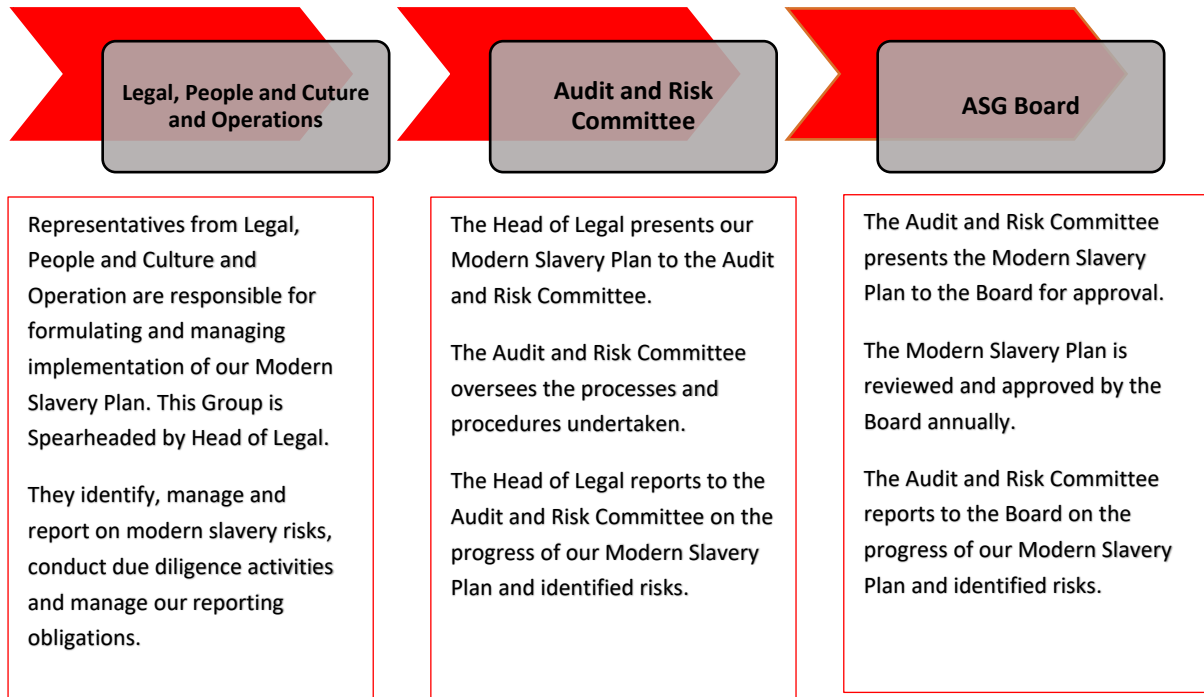 Legal, People and Cuture
and Operations
Representatives from Legal,
People and Culture and
Operation are responsible for
formulating and managing
implementation of our Modern
Slavery Plan. This Group is
Spearheaded by Head of Legal.
They identify, manage and
report on modern slavery risks,
conduct due diligence activities
and manage our reporting
obligations.
Audit and Risk
Committee
The Head of Legal presents our
Modern Slavery Plan to the Audit
and Risk Committee.
The Audit and Risk Committee
oversees the processes and
procedures undertaken.
The Head of Legal reports to the
Audit and Risk Committee on the
progress of our Modern Slavery
Plan and identified risks.
ASG Board
The Audit and Risk Committee
presents the Modern Slavery
Plan to the Board for approval.
The Modern Slavery Plan is
reviewed and approved by the
Board annually.
The Audit and Risk Committee
reports to the Board on the
progress of our Modern Slavery
Plan and identified risks.